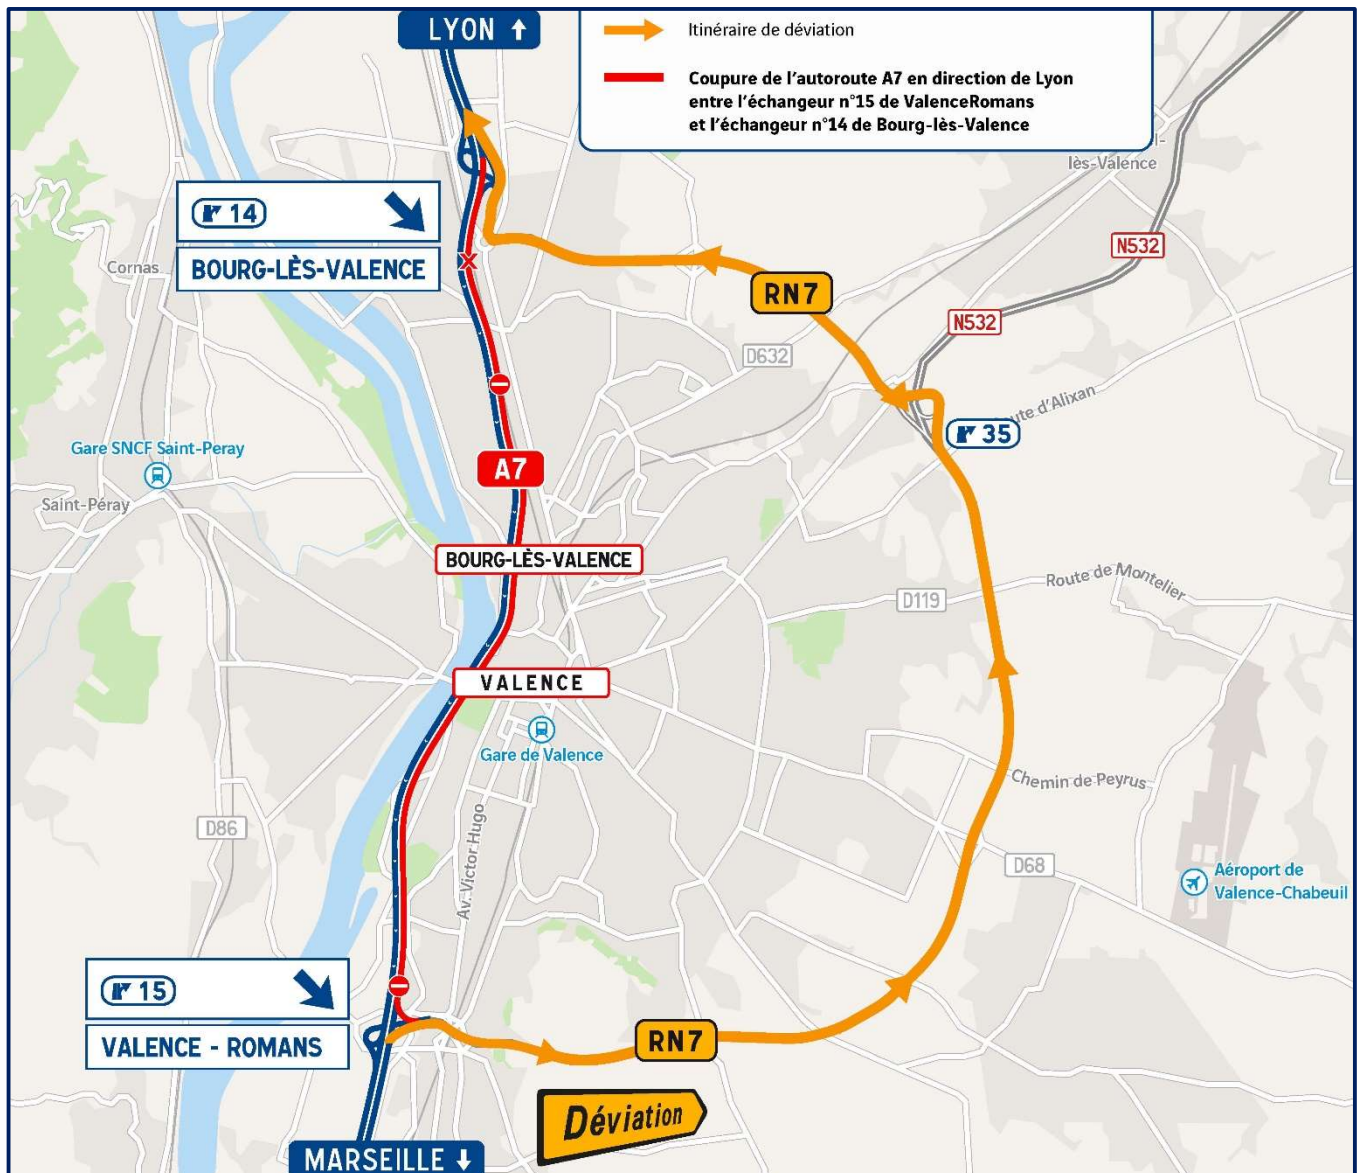 LYON ↑
Itinéraire de déviation
Coupure de l'autoroute A7 en direction de Lyon
entre l'échangeur n°15 de ValenceRomans
et l'échangeur n°14 de Bourg-lès-Valence
lès-Valence
14
BOURG-LÈS-VALENCE
Cornas
N532
RN7
N532
D632
Route d'Alixan
35
Gare SNCF Saint-Peray
A7
Saint-Péray
BOURG-LÈS-VALENCE
Route de Montelier
D119
VALENCE
Gare de Valence
Chemin de Peyrus
D86
Av. Victor Hugo
D68
Aéroport de
Valence-Chabeuil
15
VALENCE - ROMANS
RN7
Déviation
MARSEILLE ↓